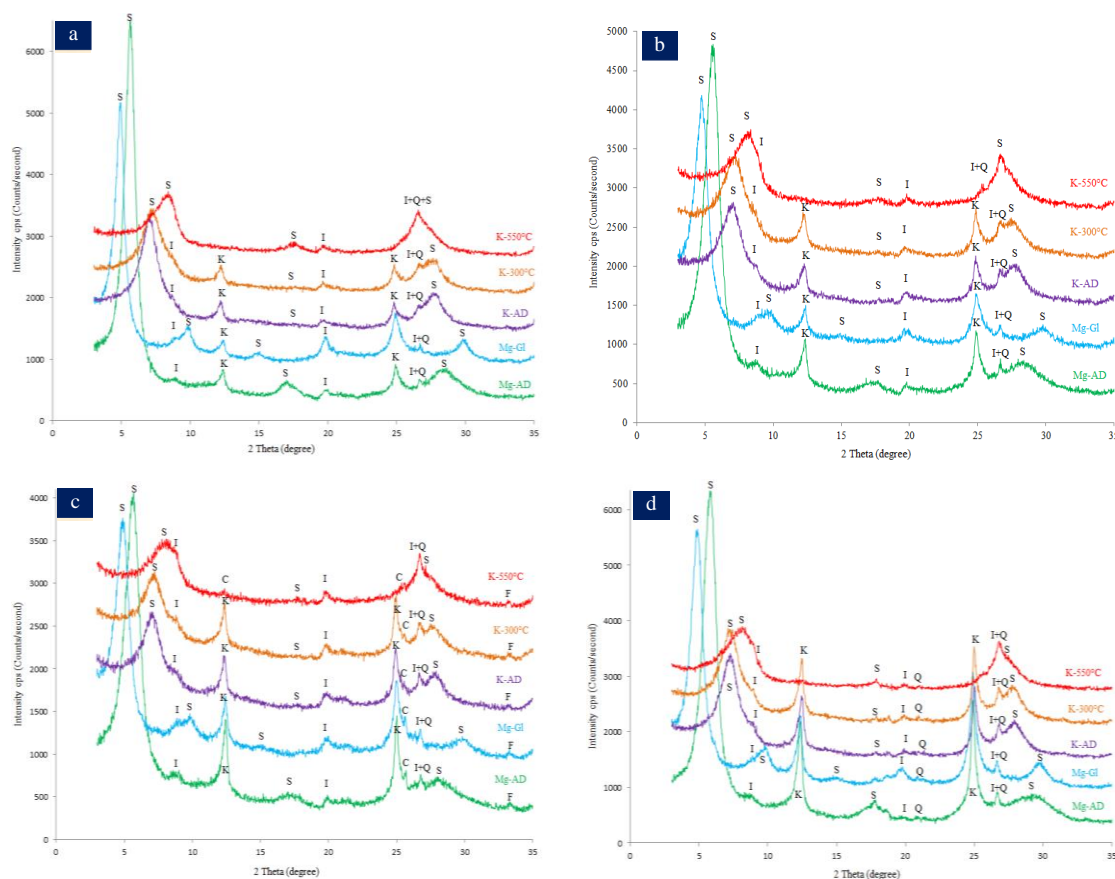 a
Intensity cps (Counts/second)
6000
5000
4000
3000
2000
1000
0
S
S
S
S
I
K
S
I
K
I+Q
S
I+Q+S
K-550°C
S
I
K
I+Q
S
K-300°C
S
I
K
I+Q
S
K-AD
I
S
K
S
I
K
I+Q
S
Mg-Gl
I
K
S
I
K
I+Q
S
Mg-AD
0 5 10 15 20 25 30 35
2 Theta (degree)
b
Intensity cps (Counts/second)
5000
4500
4000
3500
3000
2500
2000
1500
1000
500
0
S
S
S
I
S
I
I+Q
S
K-550°C
S
I
K
S
I
K
I+Q
S
K-300°C
S
I
K
S
I
K
I+Q
S
K-AD
I
S
K
S
I
K
I+Q
S
Mg-Gl
I
K
S
I
K
I+Q
S
Mg-AD
0 5 10 15 20 25 30 35
2 Theta (degree)
c
Intensity cps (Counts/second)
4000
3500
3000
2500
2000
1500
1000
500
0
S
S
S
I
C
S
I
C
I+Q
S
K-550°C
F
S
I
K
I
K
C
I+Q
S
K-300°C
F
S
I
K
S
I
K
C
I+Q
S
K-AD
F
I
S
K
S
I
K
C
I+Q
S
Mg-Gl
F
I
K
S
I
K
C
I+Q
S
Mg-AD
F
0 5 10 15 20 25 30 35
2 Theta (degree)
d
Intensity cps (Counts/second)
6000
5000
4000
3000
2000
1000
0
S
S
S
S
I
K
S
I
Q
K
I+Q
S
K-550°C
S
I
S
I
Q
I+Q
S
K-300°C
I
S
I
Q
K
I+Q
S
K-AD
I
S
S
I
Q
I+Q
S
Mg-Gl
I
K
S
I
Q
K
I+Q
S
Mg-AD
0 5 10 15 20 25 30 35
2 Theta (degree)